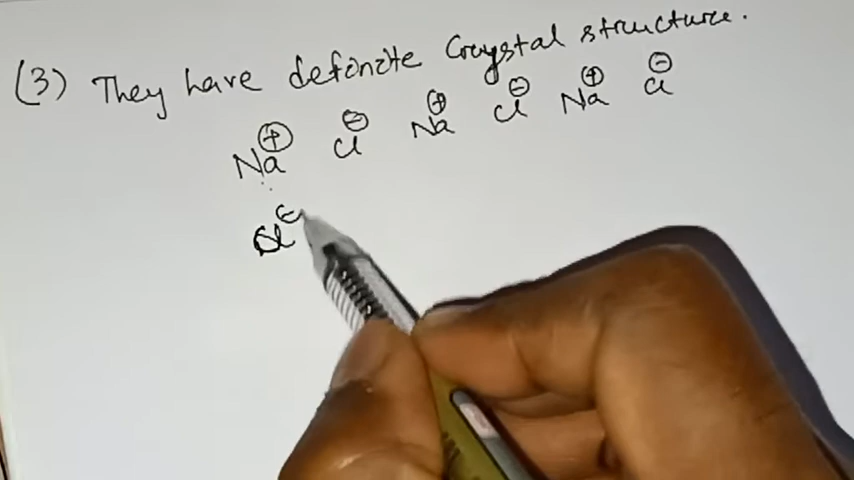 (3) They have definite Crystal structure.
Na⊕ Cl⊖ Na⊕ Cl⊖ Na⊕ Cl⊖
Cl